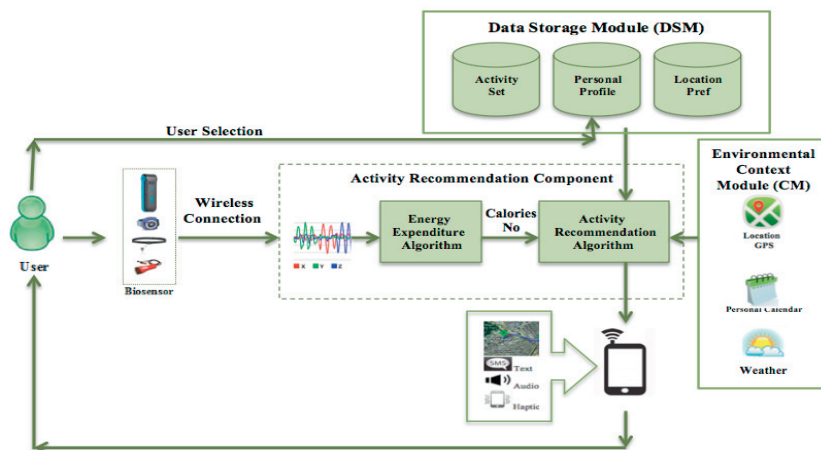 Data Storage Module (DSM)
Activity
Set
Personal
Profile
Location
Pref
User Selection
Environmental
Context
Module (CM)
Location
GPS
Personal Calendar
Weather
Activity Recommendation Component
Wireless
Connection
Energy
Expenditure
Algorithm
Calories
No
Activity
Recommendation
Algorithm
X Y Z
User
Biosensor
SMS
Text
Audio
Haptic